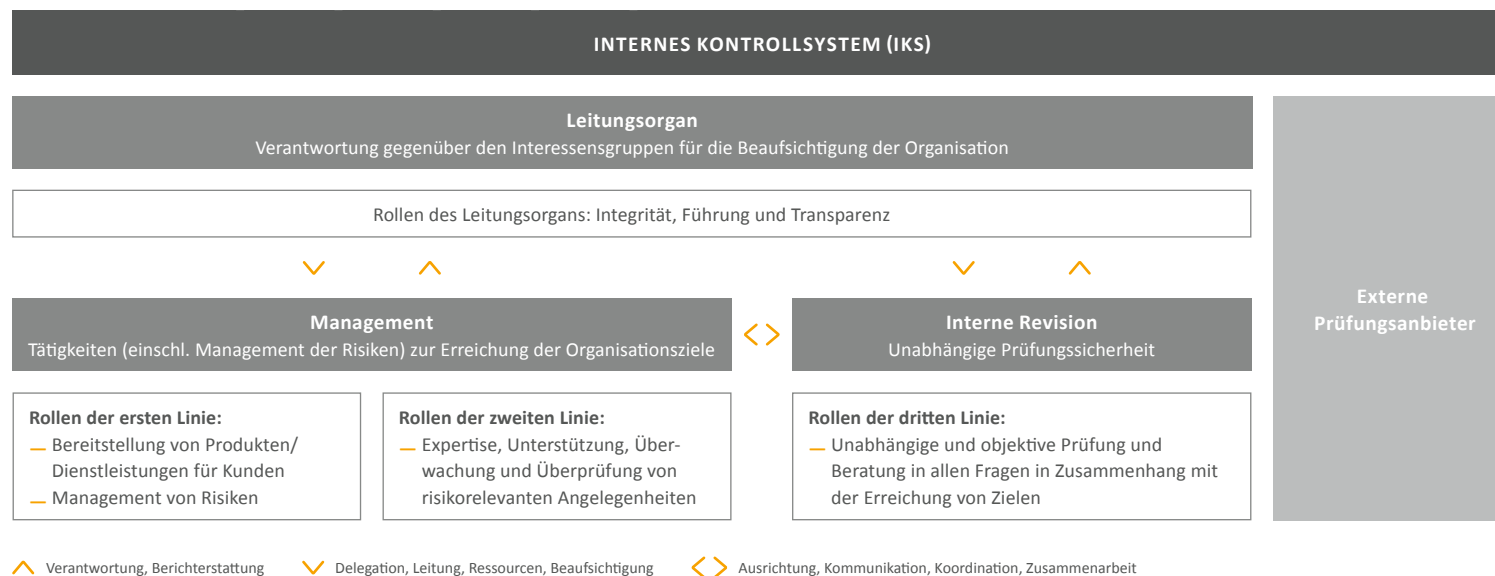 INTERNES KONTROLLSYSTEM (IKS)
Leitungsorgan
Verantwortung gegenüber den Interessensgruppen für die Beaufsichtigung der Organisation
Rollen des Leitungsorgans: Integrität, Führung und Transparenz
Management
Tätigkeiten (einschl. Management der Risiken) zur Erreichung der Organisationsziele
Interne Revision
Unabhängige Prüfungssicherheit
Externe
Prüfungsanbieter
Rollen der ersten Linie:
— Bereitstellung von Produkten/
Dienstleistungen für Kunden
— Management von Risiken
Rollen der zweiten Linie:
— Expertise, Unterstützung, Über-
wachung und Überprüfung von
risikorelevanten Angelegenheiten
Rollen der dritten Linie:
— Unabhängige und objektive Prüfung und
Beratung in allen Fragen in Zusammenhang mit
der Erreichung von Zielen
Verantwortung, Berichterstattung
Delegation, Leitung, Ressourcen, Beaufsichtigung
Ausrichtung, Kommunikation, Koordination, Zusammenarbeit